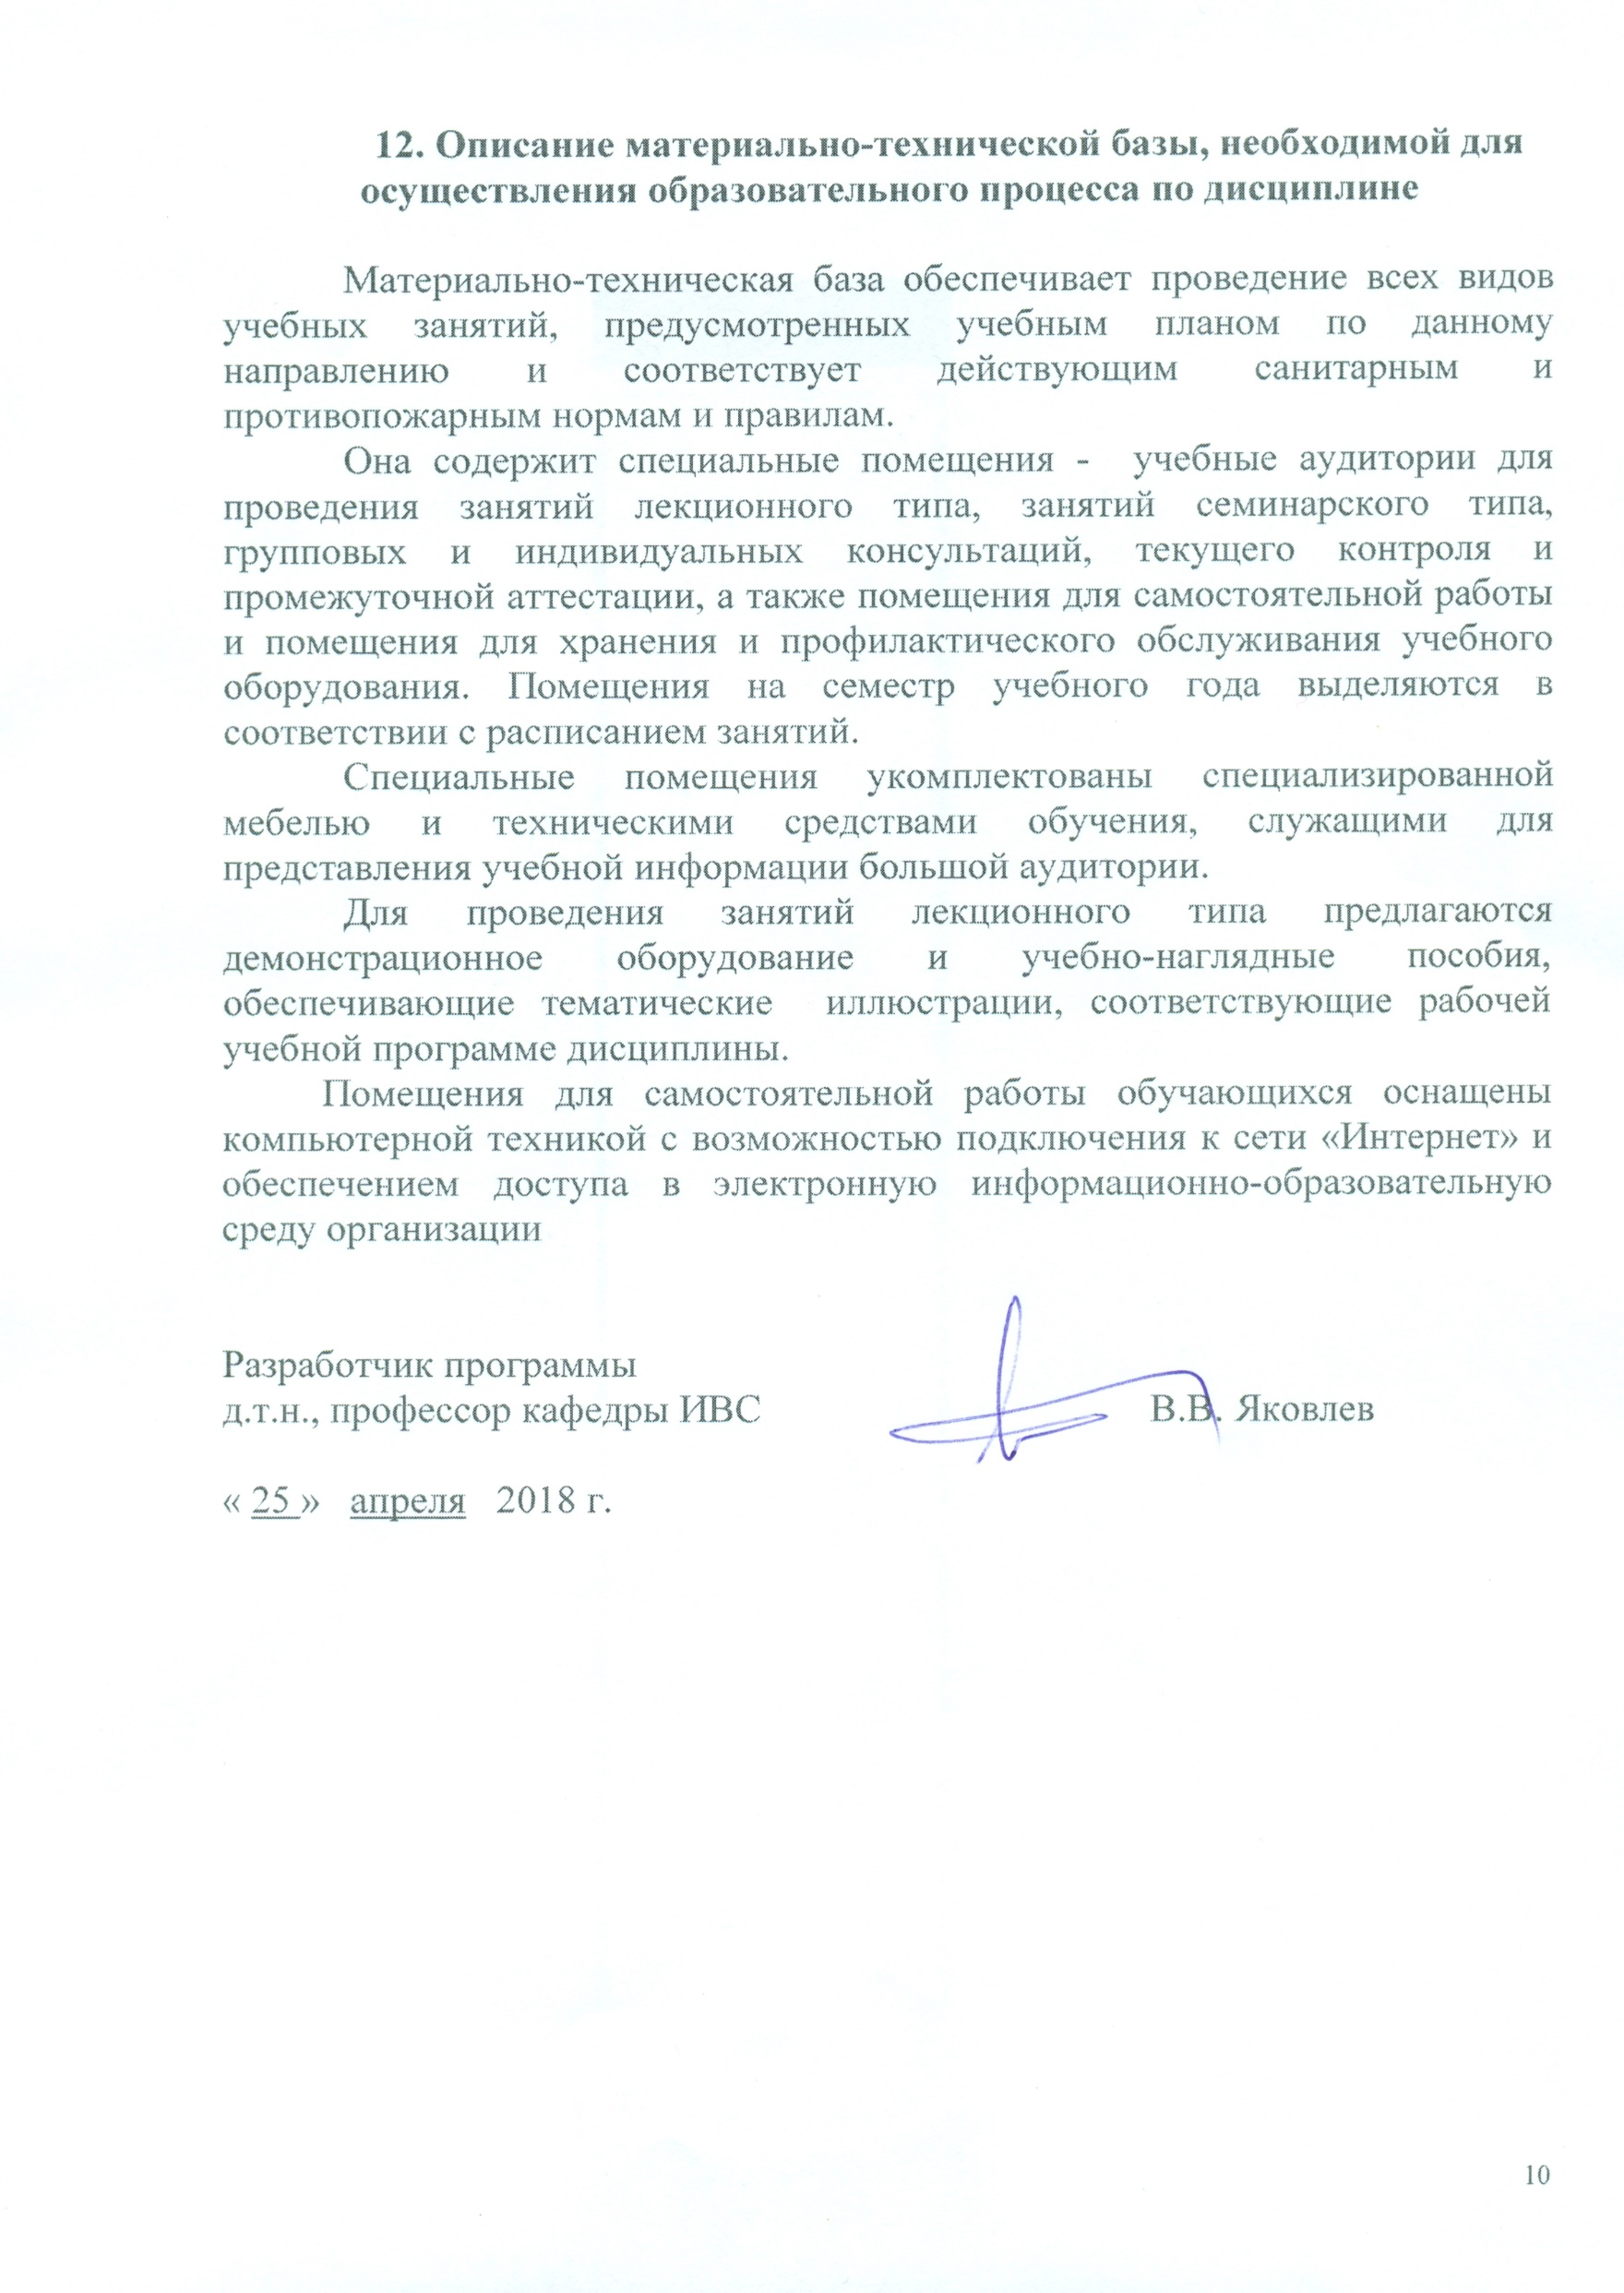 12. Описание материально-технической базы, необходимой для
осуществления образовательного процесса по дисциплине
Материально-техническая база обеспечивает проведение всех видов
учебных занятий, предусмотренных учебным планом по данному
направлению и соответствует действующим санитарным и
противопожарным нормам и правилам.
Она содержит специальные помещения - учебные аудитории для
проведения занятий лекционного типа, занятий семинарского типа,
групповых и индивидуальных консультаций, текущего контроля и
промежуточной аттестации, а также помещения для самостоятельной работы
и помещения для хранения и профилактического обслуживания учебного
оборудования. Помещения на семестр учебного года выделяются в
соответствии с расписанием занятий.
Специальные помещения укомплектованы специализированной
мебелью и техническими средствами обучения, служащими для
представления учебной информации большой аудитории.
Для проведения занятий лекционного типа предлагаются
демонстрационное оборудование и учебно-наглядные пособия,
обеспечивающие тематические иллюстрации, соответствующие рабочей
учебной программе дисциплины.
Помещения для самостоятельной работы обучающихся оснащены
компьютерной техникой с возможностью подключения к сети «Интернет» и
обеспечением доступа в электронную информационно-образовательную
среду организации
Разработчик программы
д.т.н., профессор кафедры ИВС В.В. Яковлев
« 25 » апреля 2018 г.
10